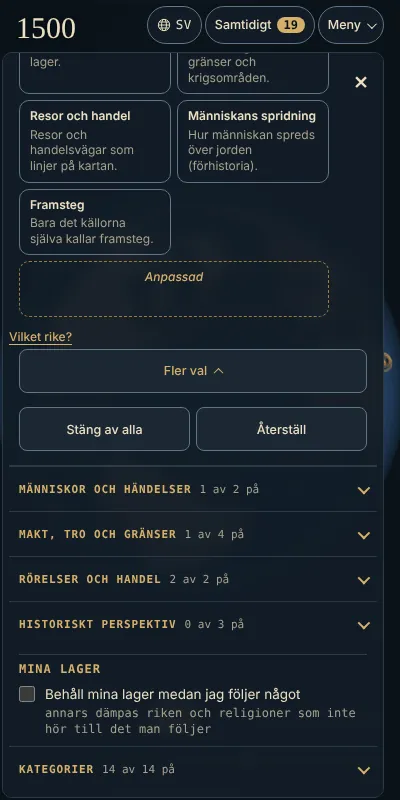 1500
SV
Samtidigt 19
Meny
lager.
gränser och
krigsområden.
Resor och handel
Resor och
handelsvägar som
linjer på kartan.
Människans spridning
Hur människan spreds
över jorden
(förhistoria).
Framsteg
Bara det källorna
själva kallar framsteg.
Anpassad
Vilket rike?
Fler val
Stäng av alla
Återställ
MÄNNISKOR OCH HÄNDELSER 1 av 2 på
MAKT, TRO OCH GRÄNSER 1 av 4 på
RÖRELSER OCH HANDEL 2 av 2 på
HISTORISKT PERSPEKTIV 0 av 3 på
MINA LAGER
Behåll mina lager medan jag följer något
annars dämpas riken och religioner som inte
hör till det man följer
KATEGORIER 14 av 14 på